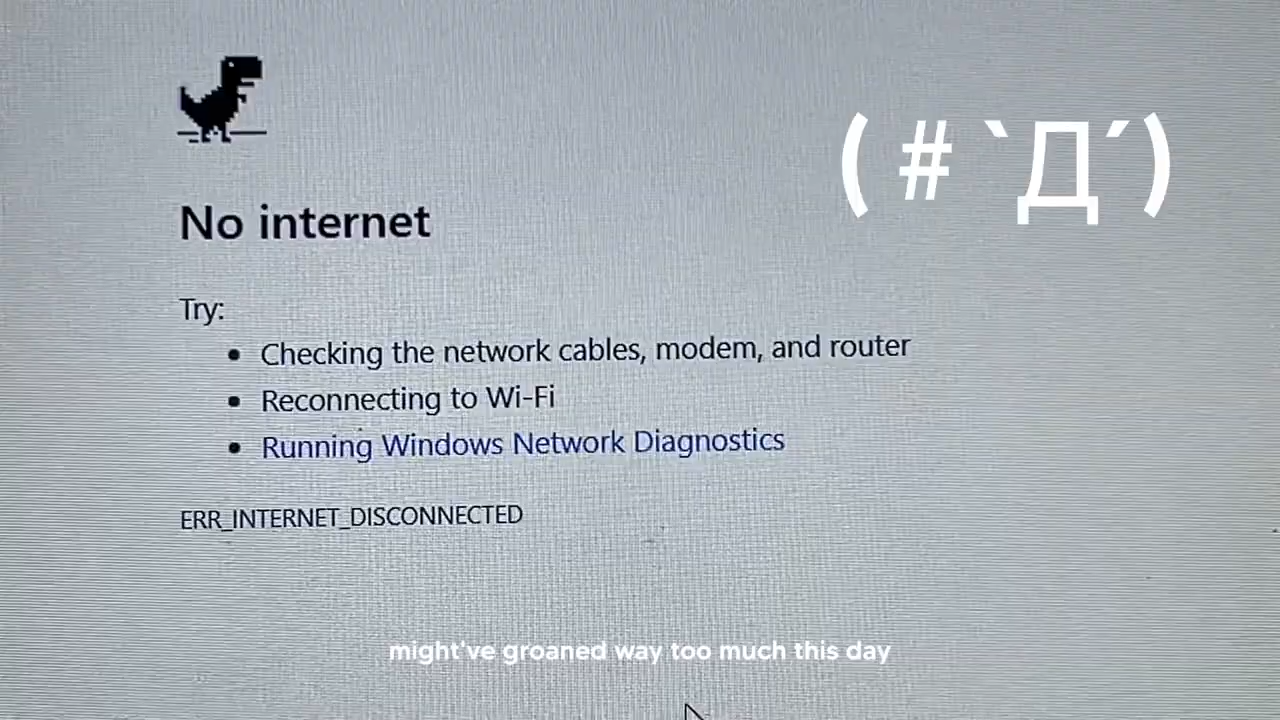 ( # `Д´)
No internet
Try:
• Checking the network cables, modem, and router
• Reconnecting to Wi-Fi
• Running Windows Network Diagnostics
ERR_INTERNET_DISCONNECTED
might've groaned way too much this day